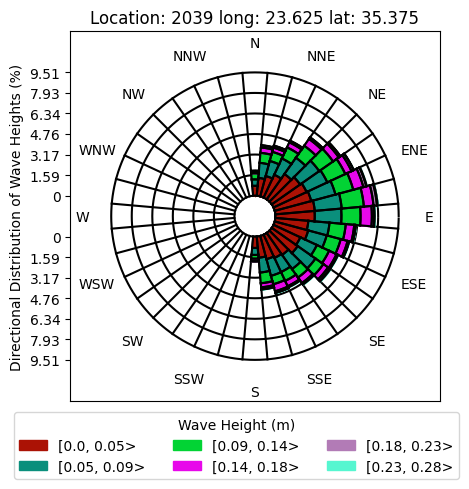 Location: 2039 long: 23.625 lat: 35.375
N
NNW
NNE
NW
NE
WNW
ENE
W
E
WSW
ESE
SW
SE
SSW
SSE
S
9.51
7.93
6.34
4.76
3.17
1.59
0
0
1.59
3.17
4.76
6.34
7.93
9.51
Directional Distribution of Wave Heights (%)
Wave Height (m)
[0.0, 0.05> [0.09, 0.14> [0.18, 0.23>
[0.05, 0.09> [0.14, 0.18> [0.23, 0.28>